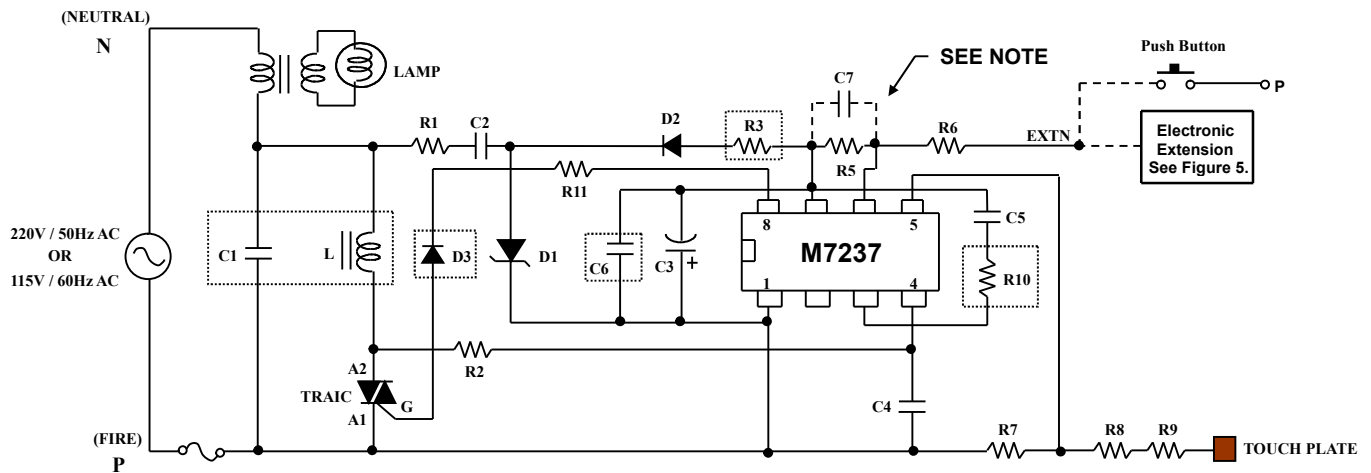 (NEUTRAL)
N
LAMP
SEE NOTE
Push Button
P
C7
R1
C2
D2
R3
R5
R6
EXTN
Electronic
Extension
See Figure 5.
R11
220V / 50Hz AC
OR
115V / 60Hz AC
C1
L
D3
D1
C6
C3
+
8
5
M7237
1
4
C5
R10
A2
TRAIC
G
A1
R2
C4
(FIRE)
P
R7
R8
R9
TOUCH PLATE